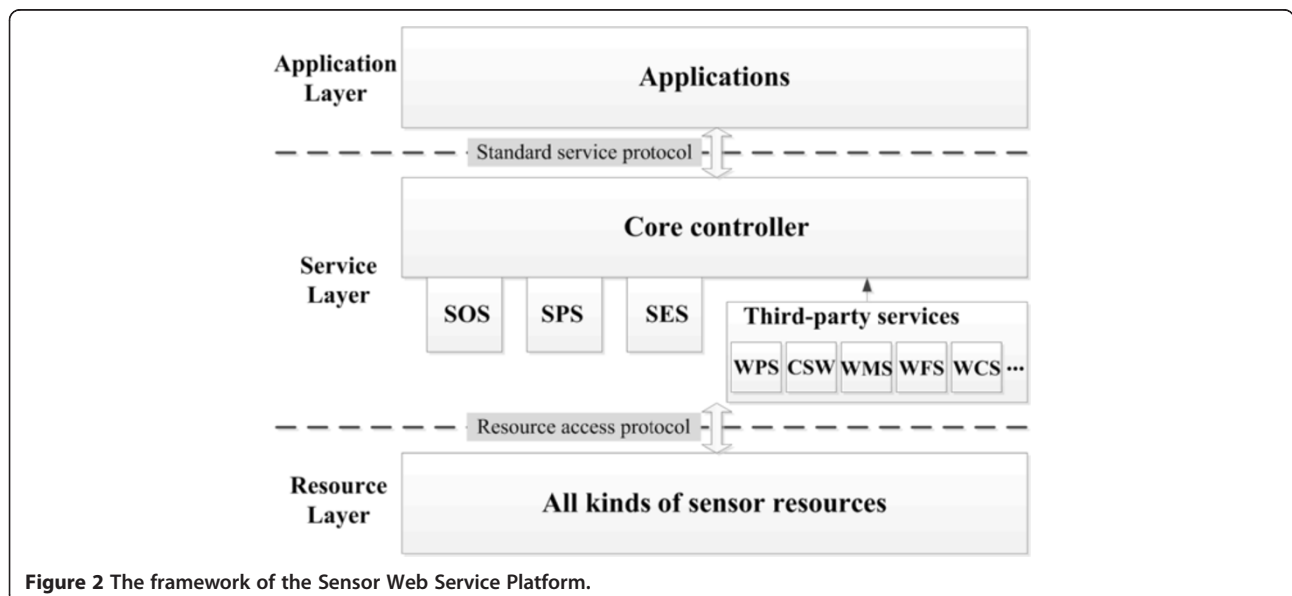 Application
Layer
Applications
Standard service protocol
Core controller
Service
Layer
SOS
SPS
SES
Third-party services
WPS CSW WMS WFS WCS ...
Resource access protocol
Resource
Layer
All kinds of sensor resources
Figure 2 The framework of the Sensor Web Service Platform.